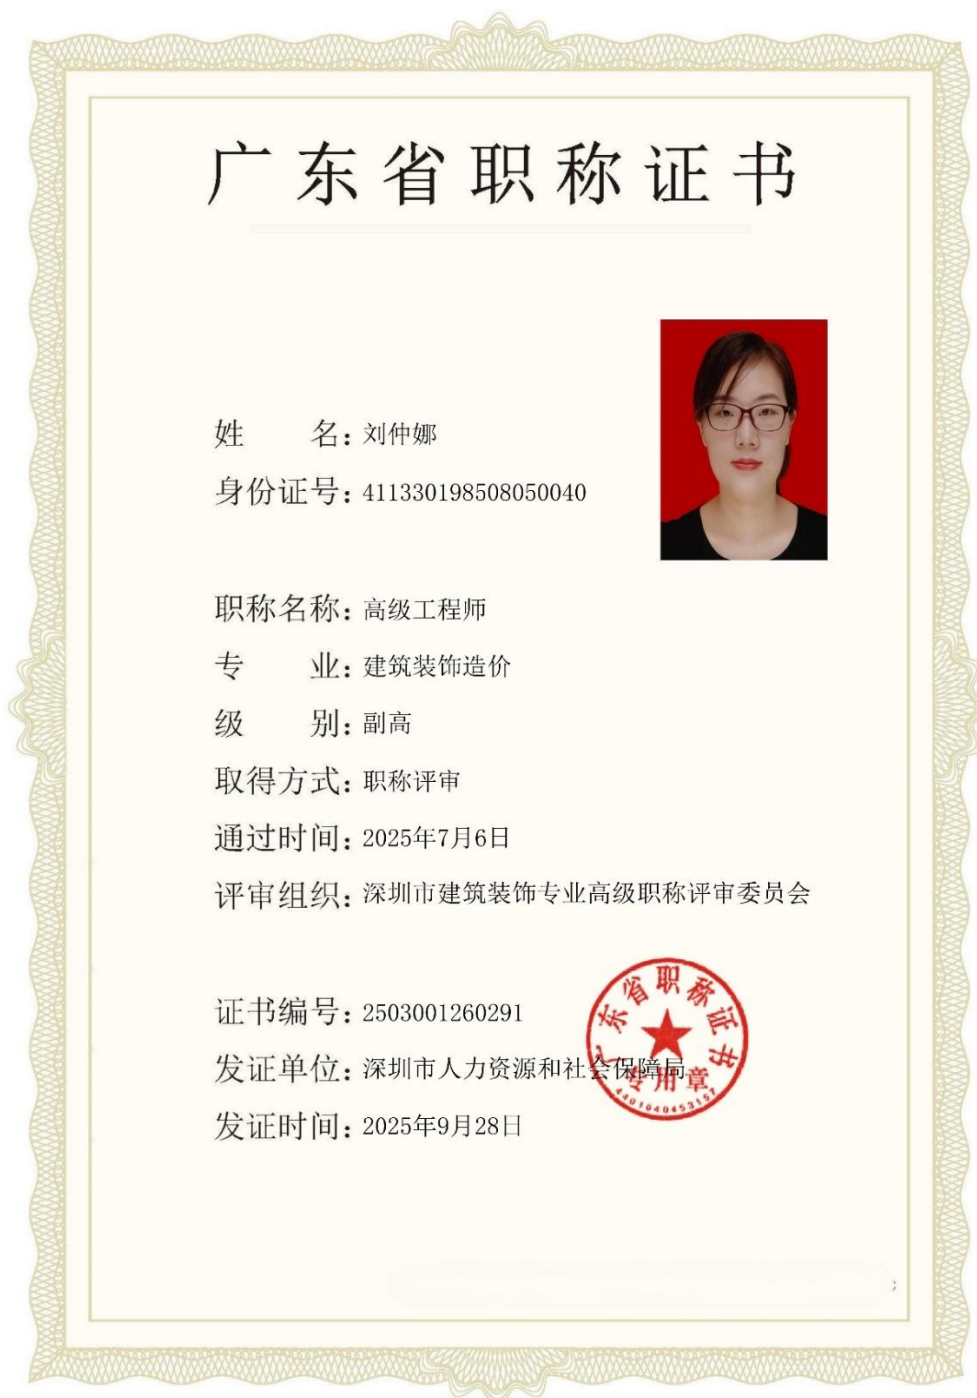 广东省职称证书
姓 名：刘仲娜
身份证号：411330198508050040
职称名称：高级工程师
专 业：建筑装饰造价
级 别：副高
取得方式：职称评审
通过时间：2025年7月6日
评审组织：深圳市建筑装饰专业高级职称评审委员会
证书编号：2503001260291
发证单位：深圳市人力资源和社会保障局
发证时间：2025年9月28日
广东省职称证书
专用章
4401040453157